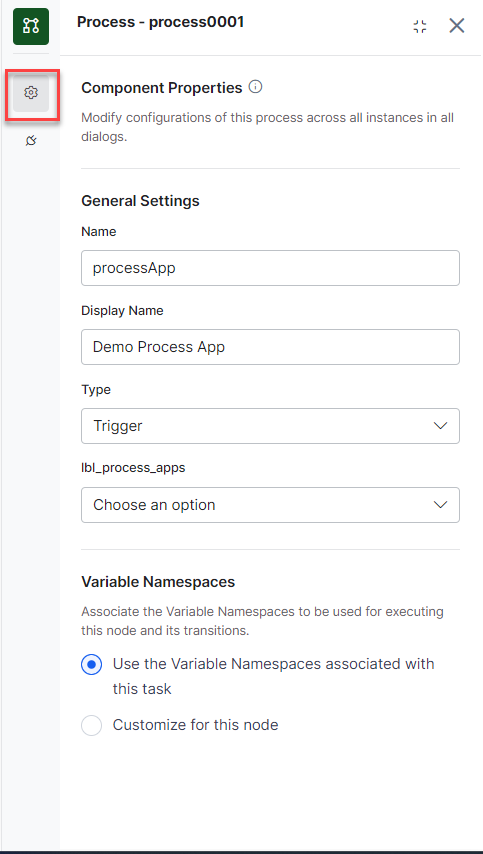 Process - process0001
Component Properties
Modify configurations of this process across all instances in all
dialogs.
General Settings
Name
processApp
Display Name
Demo Process App
Type
Trigger
lbl_process_apps
Choose an option
Variable Namespaces
Associate the Variable Namespaces to be used for executing
this node and its transitions.
Use the Variable Namespaces associated with
this task
Customize for this node